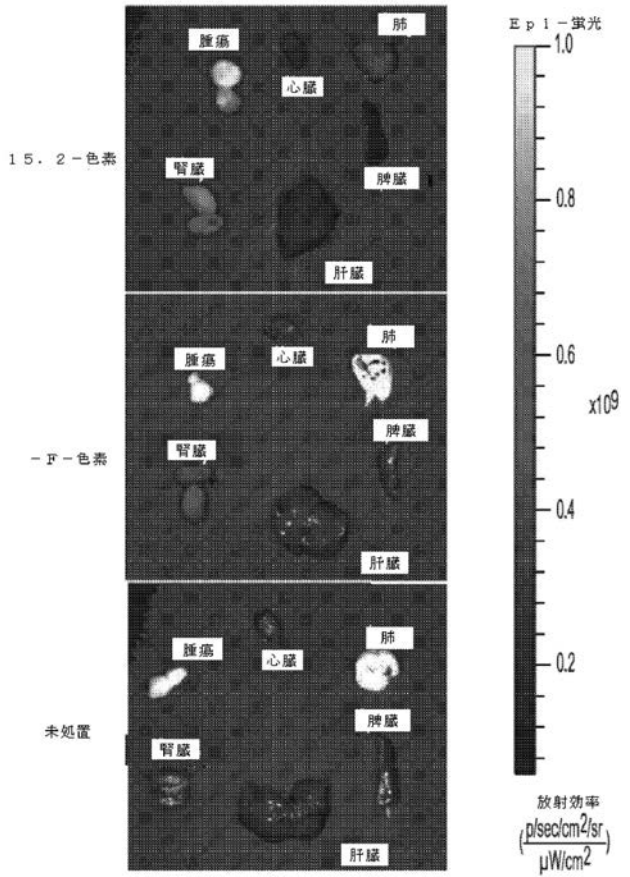 Ｅｐｉ－蛍光
肺
腫瘍
心臓
１５．２－色素
腎臓
脾臓
肝臓
1.0
0.8
0.6
x10⁹
0.4
0.2
心臓
肺
腫瘍
脾臓
腎臓
－Ｆ－色素
肝臓
腫瘍
心臓
肺
脾臓
未処置
腎臓
肝臓
放射効率
(p/sec/cm²/sr
μW/cm²)